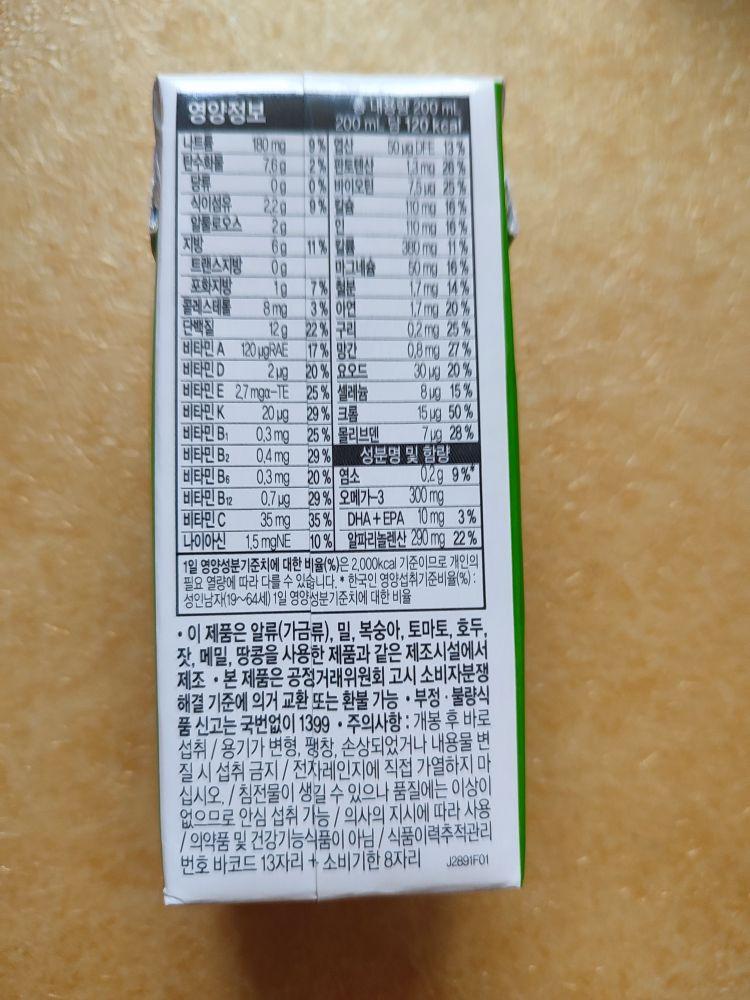 영양정보
총 내용량 200 ml
200 ml 당 120 kcal
나트륨 180 mg 9 %
탄수화물 7.6 g 2 %
당류 0 g 0 %
식이섬유 2.2 g 9 %
알룰로오스 2 g
지방 6 g 11 %
트랜스지방 0 g
포화지방 1 g 7 %
콜레스테롤 8 mg 3 %
단백질 12 g 22 %
비타민 A 120 μgRAE 17 %
비타민 D 2 μg 20 %
비타민 E 2.7 mgα-TE 25 %
비타민 K 20 μg 29 %
비타민 B₁ 0.3 mg 25 %
비타민 B₂ 0.4 mg 29 %
비타민 B₆ 0.3 mg 20 %
비타민 B₁₂ 0.7 μg 29 %
비타민 C 35 mg 35 %
나이아신 1.5 mgNE 10 %
엽산 50 μg DFE 13 %
판토텐산 1.3 mg 26 %
바이오틴 7.5 μg 25 %
칼슘 110 mg 16 %
인 110 mg 16 %
칼륨 380 mg 11 %
마그네슘 50 mg 16 %
철분 1.7 mg 14 %
아연 1.7 mg 20 %
구리 0.2 mg 25 %
망간 0.8 mg 27 %
요오드 30 μg 20 %
셀레늄 8 μg 15 %
크롬 15 μg 50 %
몰리브덴 7 μg 28 %
성분명 및 함량
염소 0.2 g 9 %*
오메가-3 300 mg
DHA + EPA 10 mg 3 %
알파리놀렌산 290 mg 22 %
1일 영양성분기준치에 대한 비율(%)은 2,000kcal 기준이므로 개인의
필요 열량에 따라 다를 수 있습니다. * 한국인 영양섭취기준비율(%) :
성인남자(19~64세) 1일 영양성분기준치에 대한 비율
• 이 제품은 알류(가금류), 밀, 복숭아, 토마토, 호두,
잣, 메밀, 땅콩을 사용한 제품과 같은 제조시설에서
제조 • 본 제품은 공정거래위원회 고시 소비자분쟁
해결 기준에 의거 교환 또는 환불 가능 • 부정 · 불량식
품 신고는 국번없이 1399 • 주의사항 : 개봉 후 바로
섭취 / 용기가 변형, 팽창, 손상되었거나 내용물 변
질 시 섭취 금지 / 전자레인지에 직접 가열하지 마
십시오. / 침전물이 생길 수 있으나 품질에는 이상이
없으므로 안심 섭취 가능 / 의사의 지시에 따라 사용
/ 의약품 및 건강기능식품이 아님 / 식품이력추적관리
번호 바코드 13자리 + 소비기한 8자리 J2891F01